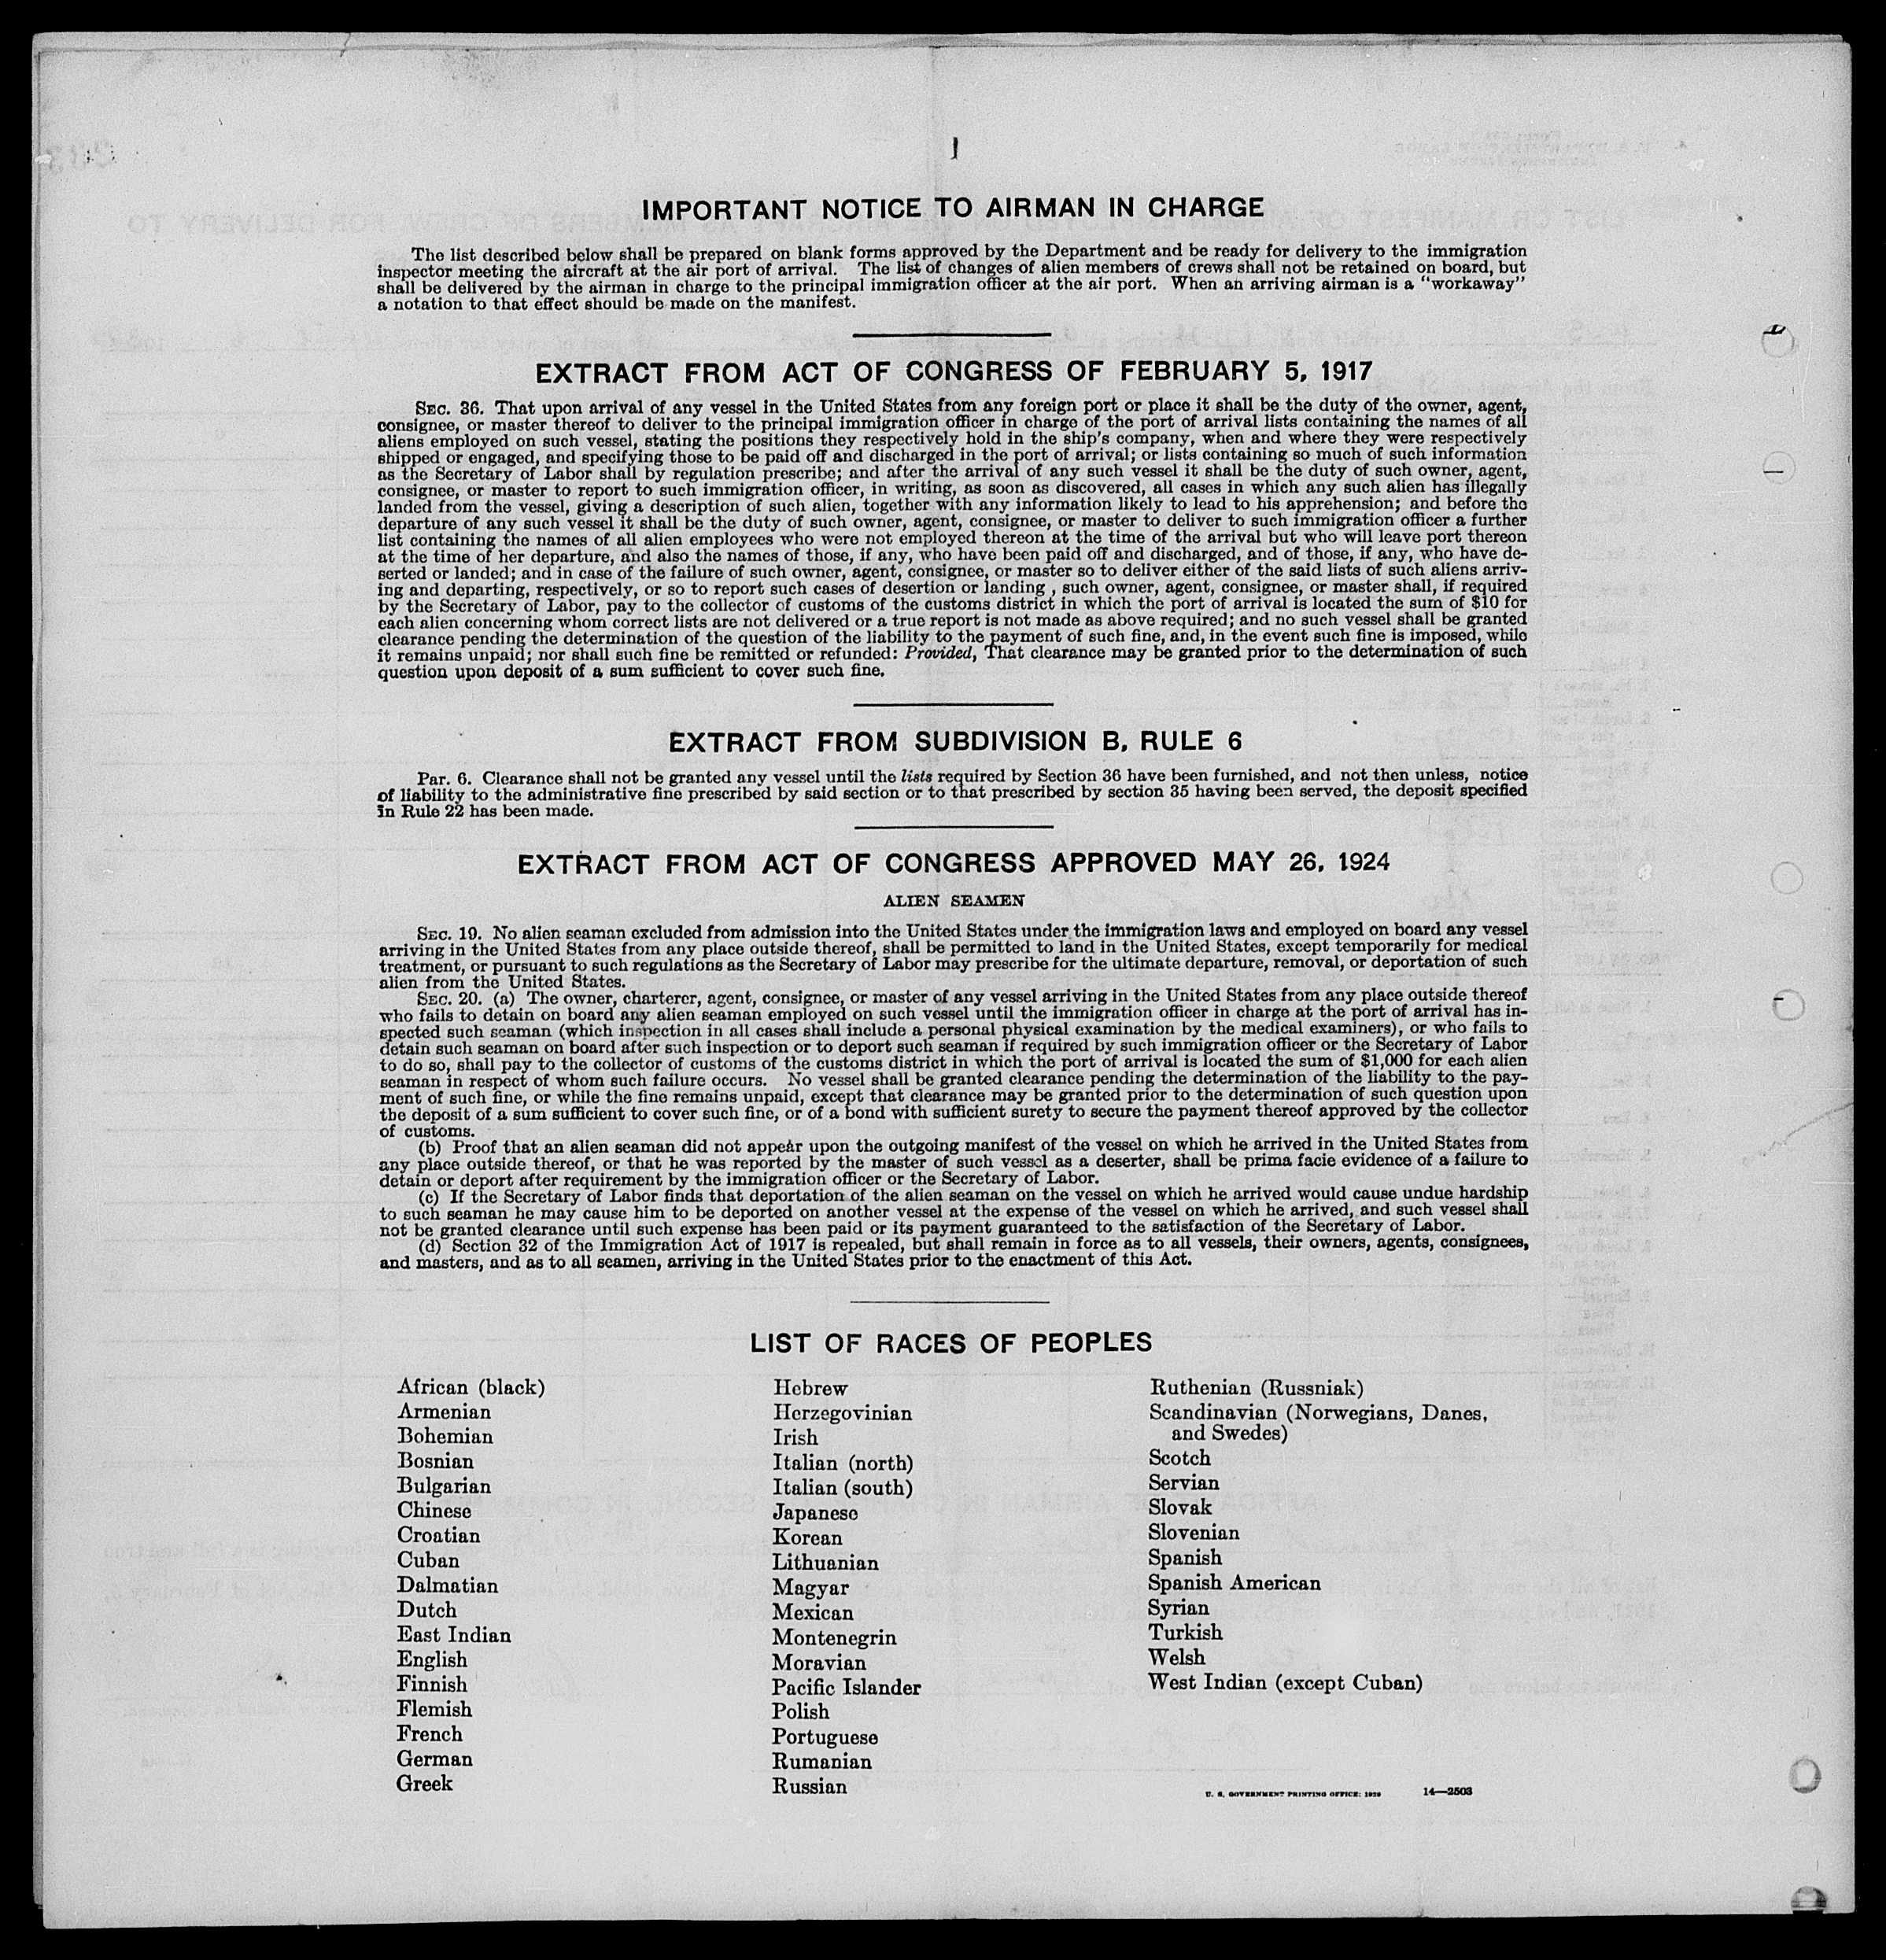 IMPORTANT NOTICE TO AIRMAN IN CHARGE
The list described below shall be prepared on blank forms approved by the Department and be ready for delivery to the immigration
inspector meeting the aircraft at the air port of arrival. The list of changes of alien members of crews shall not be retained on board, but
shall be delivered by the airman in charge to the principal immigration officer at the air port. When an arriving airman is a “workaway”
a notation to that effect should be made on the manifest.
EXTRACT FROM ACT OF CONGRESS OF FEBRUARY 5, 1917
SEC. 36. That upon arrival of any vessel in the United States from any foreign port or place it shall be the duty of the owner, agent,
consignee, or master thereof to deliver to the principal immigration officer in charge of the port of arrival lists containing the names of all
aliens employed on such vessel, stating the positions they respectively hold in the ship's company, when and where they were respectively
shipped or engaged, and specifying those to be paid off and discharged in the port of arrival; or lists containing so much of such information
as the Secretary of Labor shall by regulation prescribe; and after the arrival of any such vessel it shall be the duty of such owner, agent,
consignee, or master to report to such immigration officer, in writing, as soon as discovered, all cases in which any such alien has illegally
landed from the vessel, giving a description of such alien, together with any information likely to lead to his apprehension; and before the
departure of any such vessel it shall be the duty of such owner, agent, consignee, or master to deliver to such immigration officer a further
list containing the names of all alien employees who were not employed thereon at the time of the arrival but who will leave port thereon
at the time of her departure, and also the names of those, if any, who have been paid off and discharged, and of those, if any, who have de-
serted or landed; and in case of the failure of such owner, agent, consignee, or master so to deliver either of the said lists of such aliens arriv-
ing and departing, respectively, or so to report such cases of desertion or landing , such owner, agent, consignee, or master shall, if required
by the Secretary of Labor, pay to the collector of customs of the customs district in which the port of arrival is located the sum of $10 for
each alien concerning whom correct lists are not delivered or a true report is not made as above required; and no such vessel shall be granted
clearance pending the determination of the question of the liability to the payment of such fine, and, in the event such fine is imposed, while
it remains unpaid; nor shall such fine be remitted or refunded: Provided, That clearance may be granted prior to the determination of such
question upon deposit of a sum sufficient to cover such fine.
EXTRACT FROM SUBDIVISION B, RULE 6
Par. 6. Clearance shall not be granted any vessel until the lists required by Section 36 have been furnished, and not then unless, notice
of liability to the administrative fine prescribed by said section or to that prescribed by section 35 having been served, the deposit specified
in Rule 22 has been made.
EXTRACT FROM ACT OF CONGRESS APPROVED MAY 26, 1924
ALIEN SEAMEN
SEC. 19. No alien seaman excluded from admission into the United States under the immigration laws and employed on board any vessel
arriving in the United States from any place outside thereof, shall be permitted to land in the United States, except temporarily for medical
treatment, or pursuant to such regulations as the Secretary of Labor may prescribe for the ultimate departure, removal, or deportation of such
alien from the United States.
SEC. 20. (a) The owner, charterer, agent, consignee, or master of any vessel arriving in the United States from any place outside thereof
who fails to detain on board any alien seaman employed on such vessel until the immigration officer in charge at the port of arrival has in-
spected such seaman (which inspection in all cases shall include a personal physical examination by the medical examiners), or who fails to
detain such seaman on board after such inspection or to deport such seaman if required by such immigration officer or the Secretary of Labor
to do so, shall pay to the collector of customs of the customs district in which the port of arrival is located the sum of $1,000 for each alien
seaman in respect of whom such failure occurs. No vessel shall be granted clearance pending the determination of the liability to the pay-
ment of such fine, or while the fine remains unpaid, except that clearance may be granted prior to the determination of such question upon
the deposit of a sum sufficient to cover such fine, or of a bond with sufficient surety to secure the payment thereof approved by the collector
of customs.
(b) Proof that an alien seaman did not appear upon the outgoing manifest of the vessel on which he arrived in the United States from
any place outside thereof, or that he was reported by the master of such vessel as a deserter, shall be prima facie evidence of a failure to
detain or deport after requirement by the immigration officer or the Secretary of Labor.
(c) If the Secretary of Labor finds that deportation of the alien seaman on the vessel on which he arrived would cause undue hardship
to such seaman he may cause him to be deported on another vessel at the expense of the vessel on which he arrived, and such vessel shall
not be granted clearance until such expense has been paid or its payment guaranteed to the satisfaction of the Secretary of Labor.
(d) Section 32 of the Immigration Act of 1917 is repealed, but shall remain in force as to all vessels, their owners, agents, consignees,
and masters, and as to all seamen, arriving in the United States prior to the enactment of this Act.
LIST OF RACES OF PEOPLES
African (black)
Armenian
Bohemian
Bosnian
Bulgarian
Chinese
Croatian
Cuban
Dalmatian
Dutch
East Indian
English
Finnish
Flemish
French
German
Greek
Hebrew
Herzegovinian
Irish
Italian (north)
Italian (south)
Japanese
Korean
Lithuanian
Magyar
Mexican
Montenegrin
Moravian
Pacific Islander
Polish
Portuguese
Rumanian
Russian
Ruthenian (Russniak)
Scandinavian (Norwegians, Danes,
and Swedes)
Scotch
Servian
Slovak
Slovenian
Spanish
Spanish American
Syrian
Turkish
Welsh
West Indian (except Cuban)
U. S. GOVERNMENT PRINTING OFFICE: 1929 14—2503